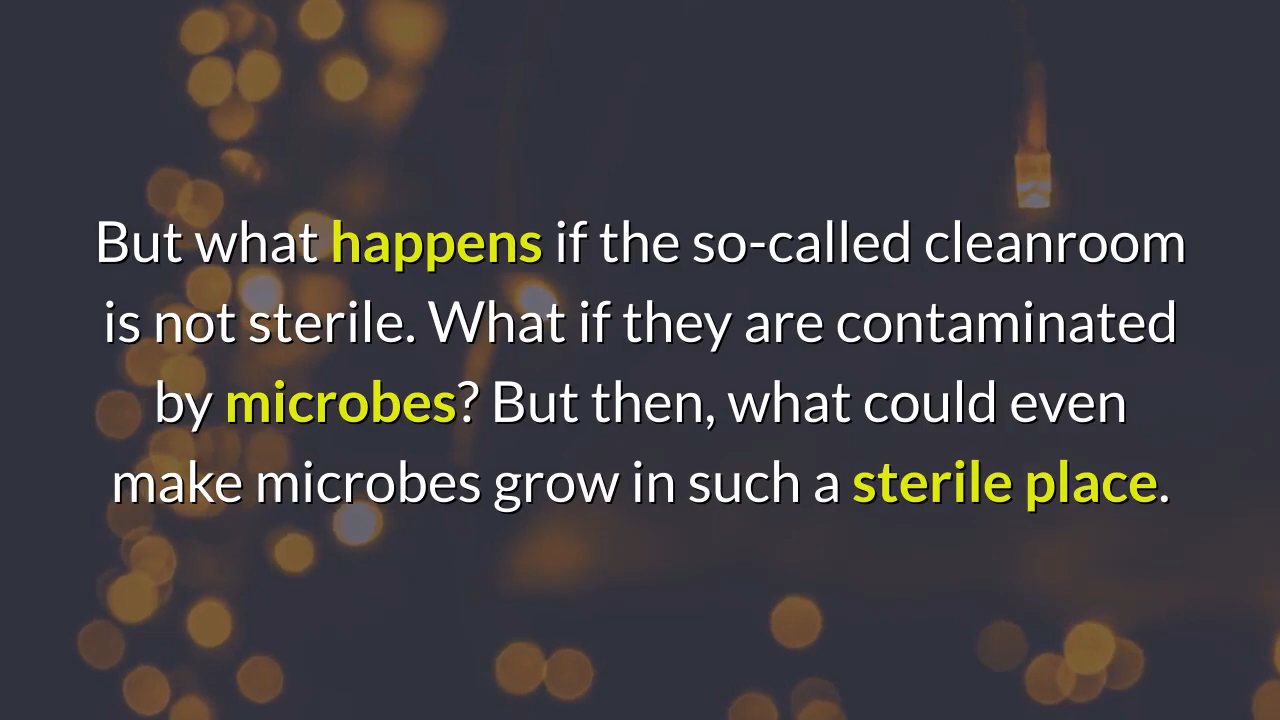 But what happens if the so-called cleanroom
is not sterile. What if they are contaminated
by microbes? But then, what could even
make microbes grow in such a sterile place.